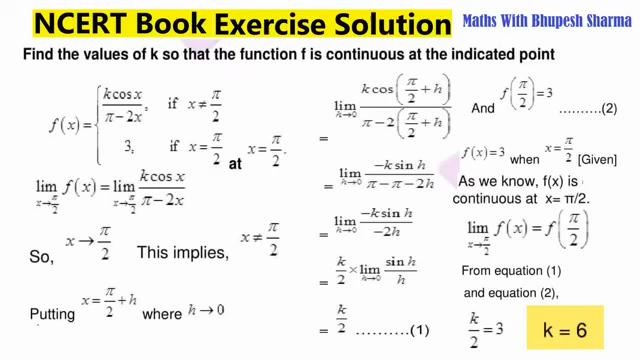 NCERT Book Exercise Solution
Maths With Bhupesh Sharma
Find the values of k so that the function f is continuous at the indicated point
f(x) = { k cos x / π − 2x, if x ≠ π/2
3, if x = π/2 at x = π/2.
lim x→π/2 f(x) = lim x→π/2 k cos x / π − 2x
So, x → π/2 This implies, x ≠ π/2
Putting x = π/2 + h where h → 0
= lim h→0 k cos(π/2 + h) / π − 2(π/2 + h)
= lim h→0 −k sin h / π − π − 2h
= lim h→0 −k sin h / −2h
= k/2 × lim h→0 sin h / h
= k/2 ..........(1)
And f(π/2) = 3 ..........(2)
f(x) = 3 when x = π/2 [Given]
As we know, f(x) is
continuous at x= π/2.
lim x→π/2 f(x) = f(π/2)
From equation (1)
and equation (2),
k/2 = 3
k = 6